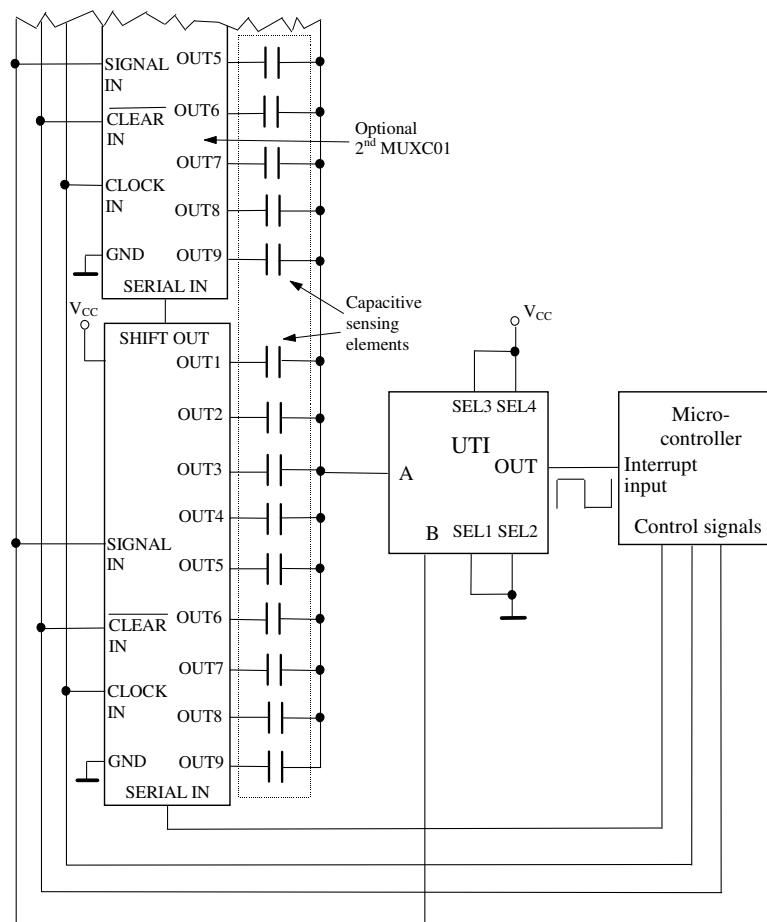 SIGNAL
IN
CLEAR
IN
CLOCK
IN
GND
OUT5
OUT6
OUT7
OUT8
OUT9
SERIAL IN
Optional
2nd MUXC01
Capacitive
sensing
elements
VCC
SHIFT OUT
OUT1
OUT2
OUT3
OUT4
OUT5
OUT6
OUT7
OUT8
OUT9
SIGNAL
IN
CLEAR
IN
CLOCK
IN
GND
SERIAL IN
VCC
SEL3 SEL4
UTI
A
OUT
B
SEL1 SEL2
Micro-
controller
Interrupt
input
Control signals